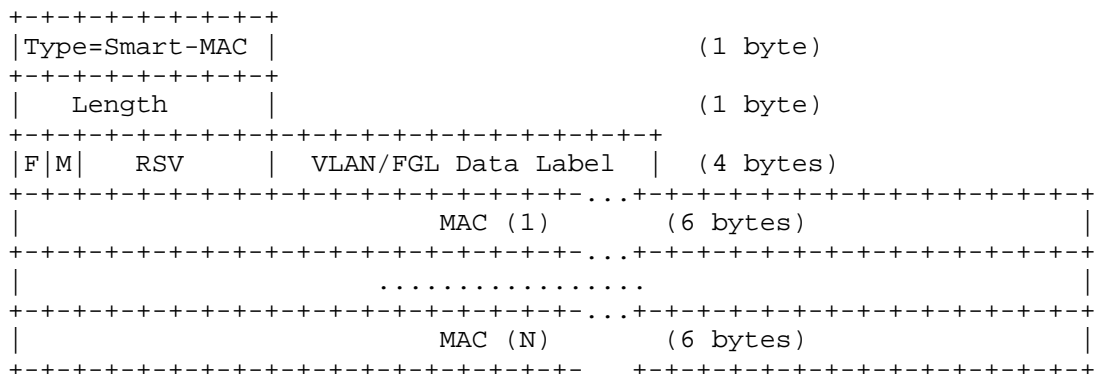 +-+-+-+-+-+-+-+-+
|Type=Smart-MAC |                          (1 byte)
+-+-+-+-+-+-+-+-+
|   Length      |                          (1 byte)
+-+-+-+-+-+-+-+-+-+-+-+-+-+-+-+-+-+-+-+-+
|F|M|   RSV     |  VLAN/FGL Data Label  |  (4 bytes)
+-+-+-+-+-+-+-+-+-+-+-+-+-+-+-+-+-+-...+-+-+-+-+-+-+-+-+-+-+-+-+-+-+
|                          MAC (1)       (6 bytes)                 |
+-+-+-+-+-+-+-+-+-+-+-+-+-+-+-+-+-+-...+-+-+-+-+-+-+-+-+-+-+-+-+-+-+
|                      .................                           |
+-+-+-+-+-+-+-+-+-+-+-+-+-+-+-+-+-+-...+-+-+-+-+-+-+-+-+-+-+-+-+-+-+
|                          MAC (N)       (6 bytes)                 |
+-+-+-+-+-+-+-+-+-+-+-+-+-+-+-+-+-+-   +-+-+-+-+-+-+-+-+-+-+-+-+-+-+